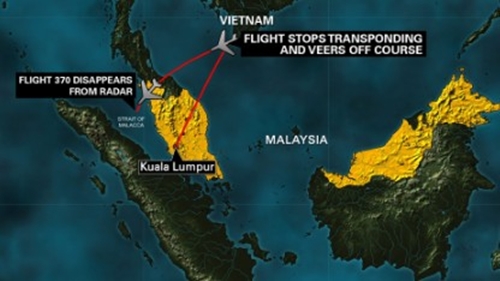 VIETNAM
FLIGHT STOPS TRANSPONDING
AND VEERS OFF COURSE
FLIGHT 370 DISAPPEARS
FROM RADAR
STRAIT OF
MALACCA
MALAYSIA
Kuala Lumpur